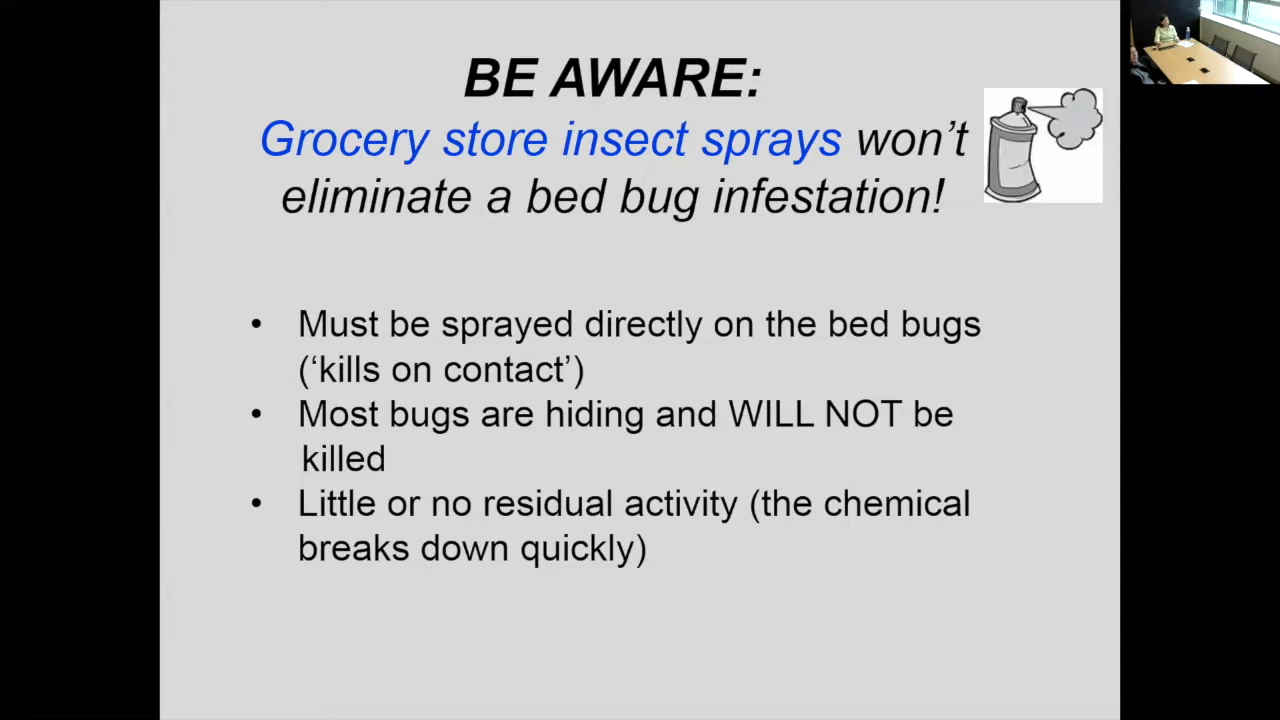 BE AWARE:
Grocery store insect sprays won’t
eliminate a bed bug infestation!
• Must be sprayed directly on the bed bugs
(‘kills on contact’)
• Most bugs are hiding and WILL NOT be
killed
• Little or no residual activity (the chemical
breaks down quickly)